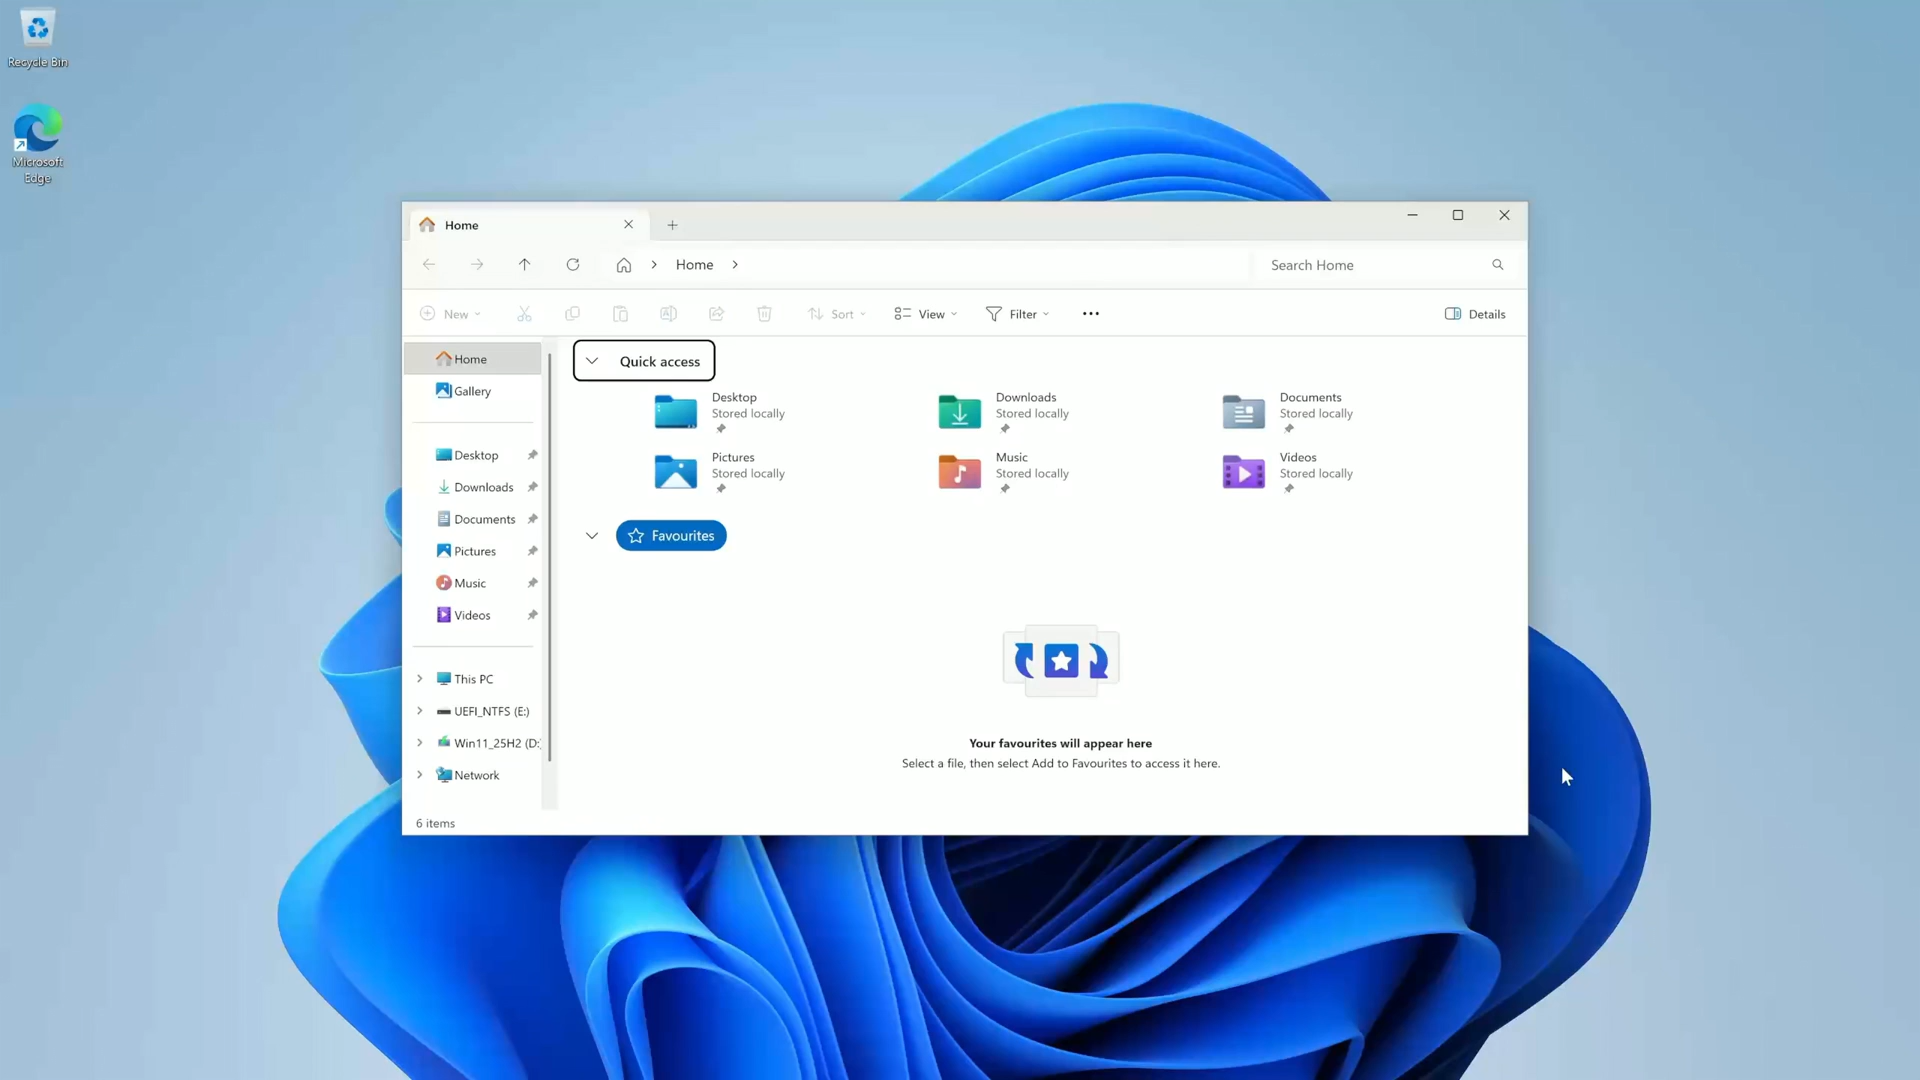 Recycle Bin
Microsoft
Edge
Home
Home
Search Home
New
Sort
View
Filter
Details
Home
Gallery
Desktop
Downloads
Documents
Pictures
Music
Videos
This PC
UEFI_NTFS (E:)
Win11_25H2 (D:)
Network
6 items
Quick access
Desktop
Stored locally
Downloads
Stored locally
Documents
Stored locally
Pictures
Stored locally
Music
Stored locally
Videos
Stored locally
Favourites
Your favourites will appear here
Select a file, then select Add to Favourites to access it here.